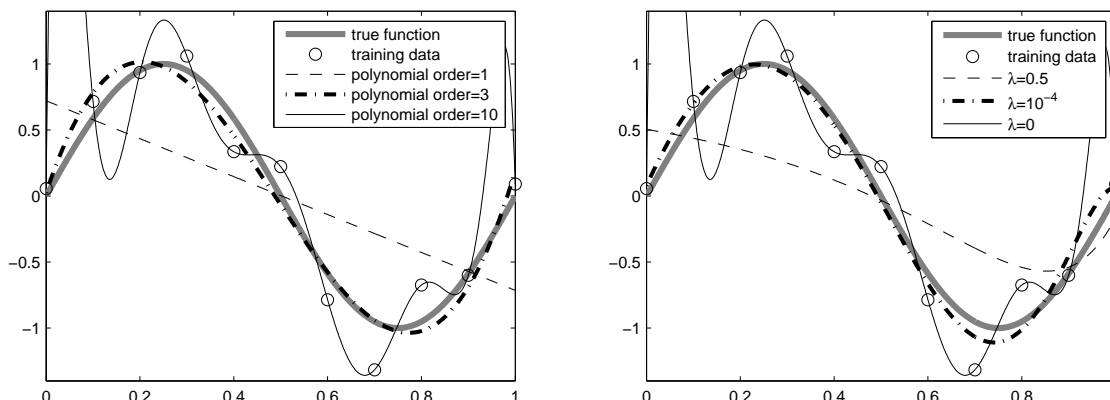 true function
training data
polynomial order=1
polynomial order=3
polynomial order=10
1
0.5
0
−0.5
−1
0
0.2
0.4
0.6
0.8
1
true function
training data
λ=0.5
λ=10⁻⁴
λ=0
1
0.5
0
−0.5
−1
0
0.2
0.4
0.6
0.8